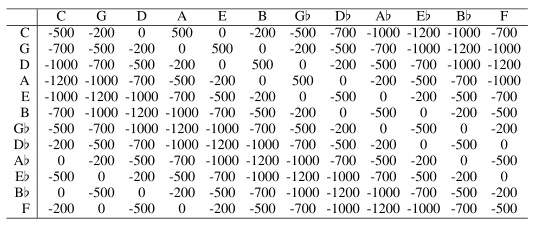 C G D A E B G♭ D♭ A♭ E♭ B♭ F
C -500 -200 0 500 0 -200 -500 -700 -1000 -1200 -1000 -700
G -700 -500 -200 0 500 0 -200 -500 -700 -1000 -1200 -1000
D -1000 -700 -500 -200 0 500 0 -200 -500 -700 -1000 -1200
A -1200 -1000 -700 -500 -200 0 500 0 -200 -500 -700 -1000
E -1000 -1200 -1000 -700 -500 -200 0 -500 0 -200 -500 -700
B -700 -1000 -1200 -1000 -700 -500 -200 0 -500 0 -200 -500
G♭ -500 -700 -1000 -1200 -1000 -700 -500 -200 0 -500 0 -200
D♭ -200 -500 -700 -1000 -1200 -1000 -700 -500 -200 0 -500 0
A♭ 0 -200 -500 -700 -1000 -1200 -1000 -700 -500 -200 0 -500
E♭ -500 0 -200 -500 -700 -1000 -1200 -1000 -700 -500 -200 0
B♭ 0 -500 0 -200 -500 -700 -1000 -1200 -1000 -700 -500 -200
F -200 0 -500 0 -200 -500 -700 -1000 -1200 -1000 -700 -500